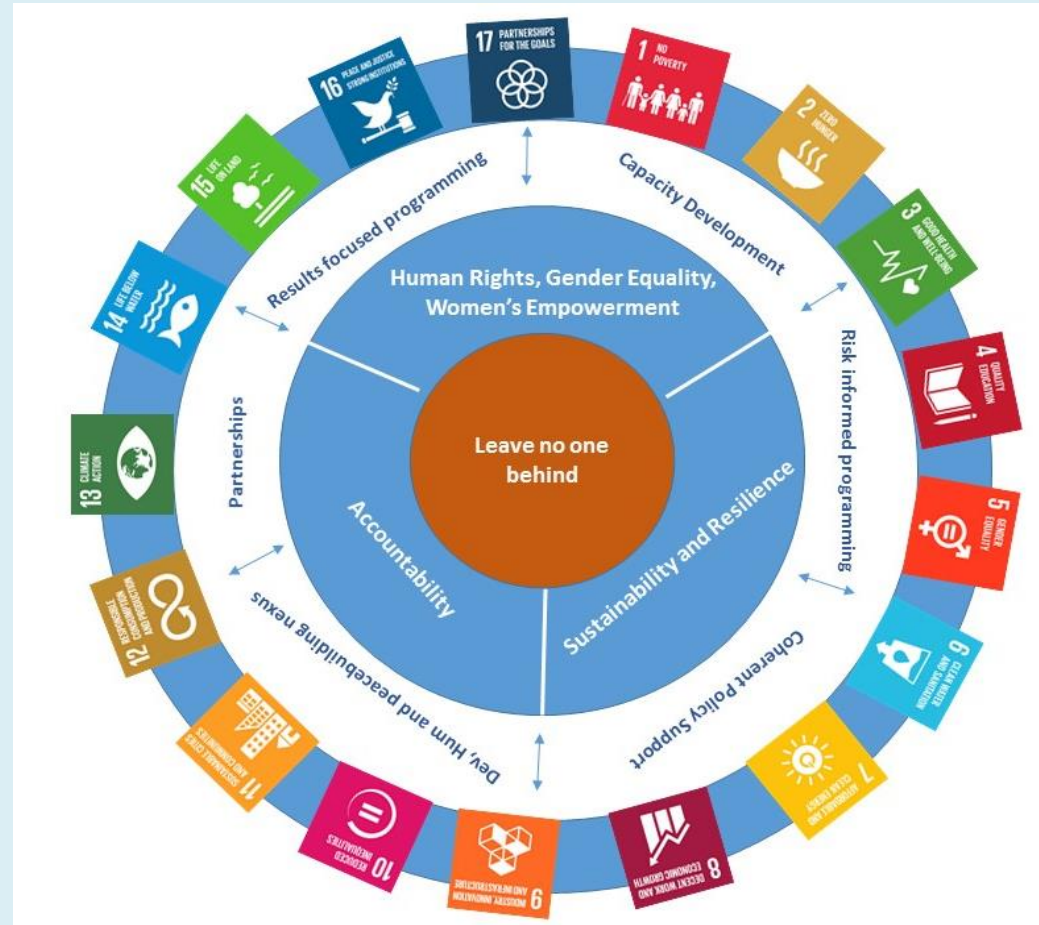 17 PARTNERSHIPS
FOR THE GOALS
1 NO
POVERTY
2 ZERO
HUNGER
3 GOOD HEALTH
AND WELL-BEING
4 QUALITY
EDUCATION
5 GENDER
EQUALITY
6 CLEAN WATER
AND SANITATION
7 AFFORDABLE AND
CLEAN ENERGY
8 DECENT WORK AND
ECONOMIC GROWTH
9 INDUSTRY, INNOVATION
AND INFRASTRUCTURE
10 REDUCED
INEQUALITIES
11 SUSTAINABLE CITIES
AND COMMUNITIES
12 RESPONSIBLE
CONSUMPTION
AND PRODUCTION
13 CLIMATE
ACTION
14 LIFE BELOW
WATER
15 LIFE
ON LAND
16 PEACE AND JUSTICE
STRONG INSTITUTIONS
Results focused programming
Capacity Development
Risk informed programming
Coherent Policy Support
Dev, Hum and peacebuilding nexus
Partnerships
Human Rights, Gender Equality,
Women's Empowerment
Sustainability and Resilience
Accountability
Leave no one
behind